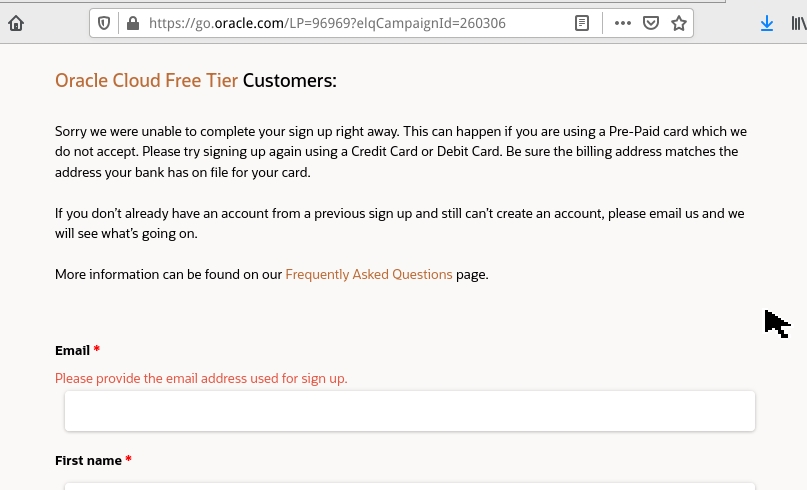 https://go.oracle.com/LP=96969?elqCampaignId=260306
Oracle Cloud Free Tier Customers:
Sorry we were unable to complete your sign up right away. This can happen if you are using a Pre-Paid card which we
do not accept. Please try signing up again using a Credit Card or Debit Card. Be sure the billing address matches the
address your bank has on file for your card.
If you don't already have an account from a previous sign up and still can't create an account, please email us and we
will see what's going on.
More information can be found on our Frequently Asked Questions page.
Email *
Please provide the email address used for sign up.
First name *